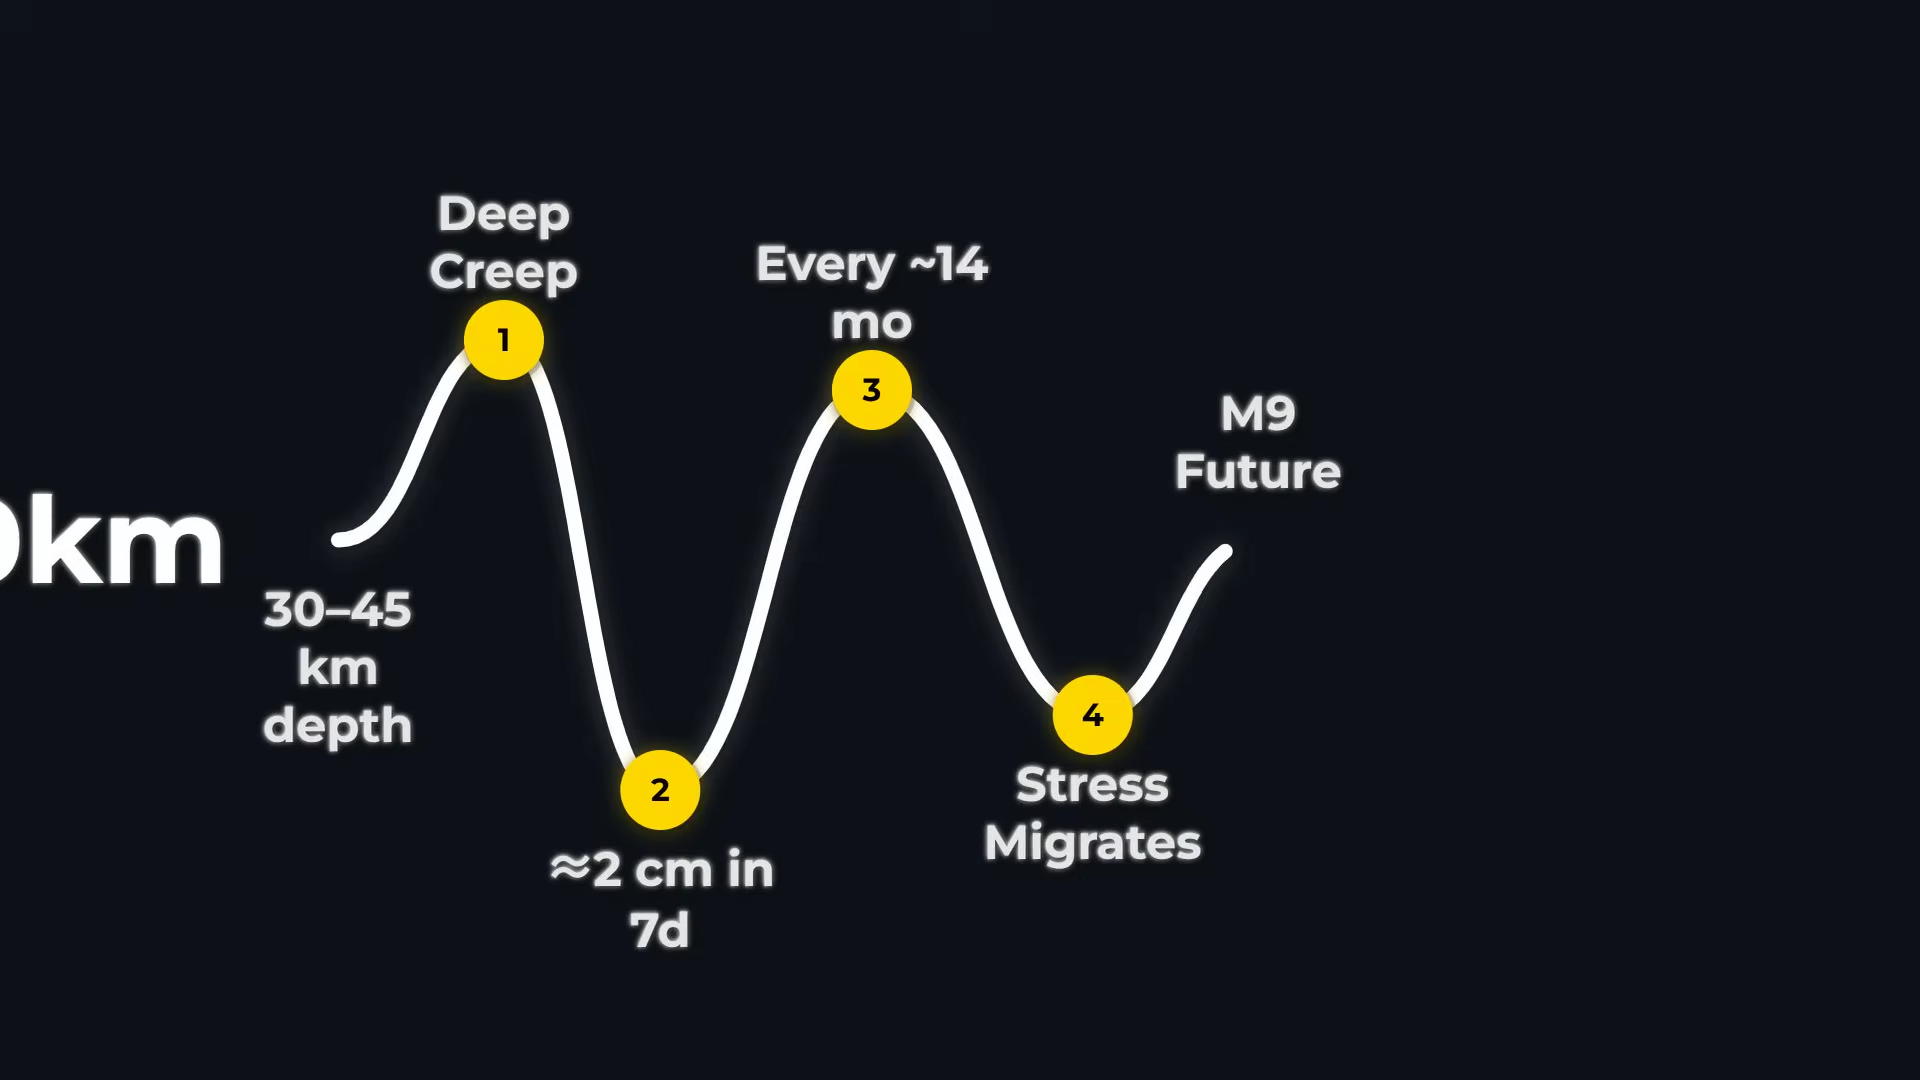 km
30–45
km
depth
Deep
Creep
1
2
≈2 cm in
7d
Every ~14
mo
3
4
Stress
Migrates
M9
Future